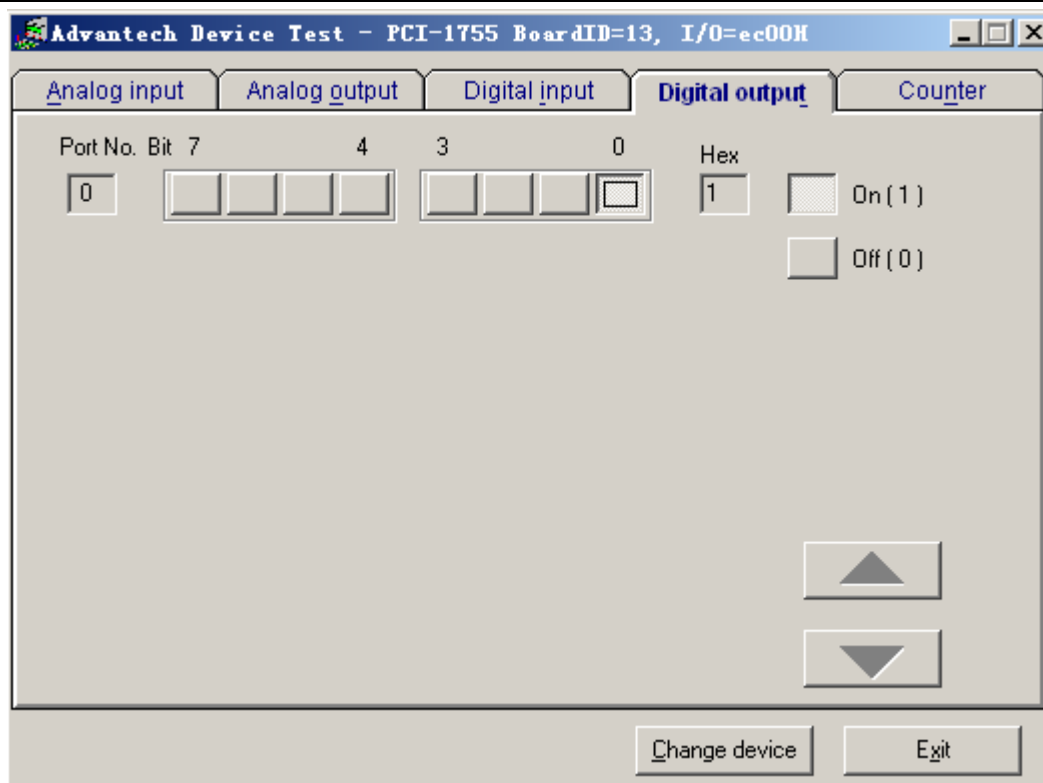 Advantech Device Test - PCI-1755 BoardID=13, I/O=ec00H
Analog input Analog output Digital input Digital output Counter
Port No. Bit 7 4 3 0 Hex
0 1 On ( 1 )
Off ( 0 )
Change device Exit